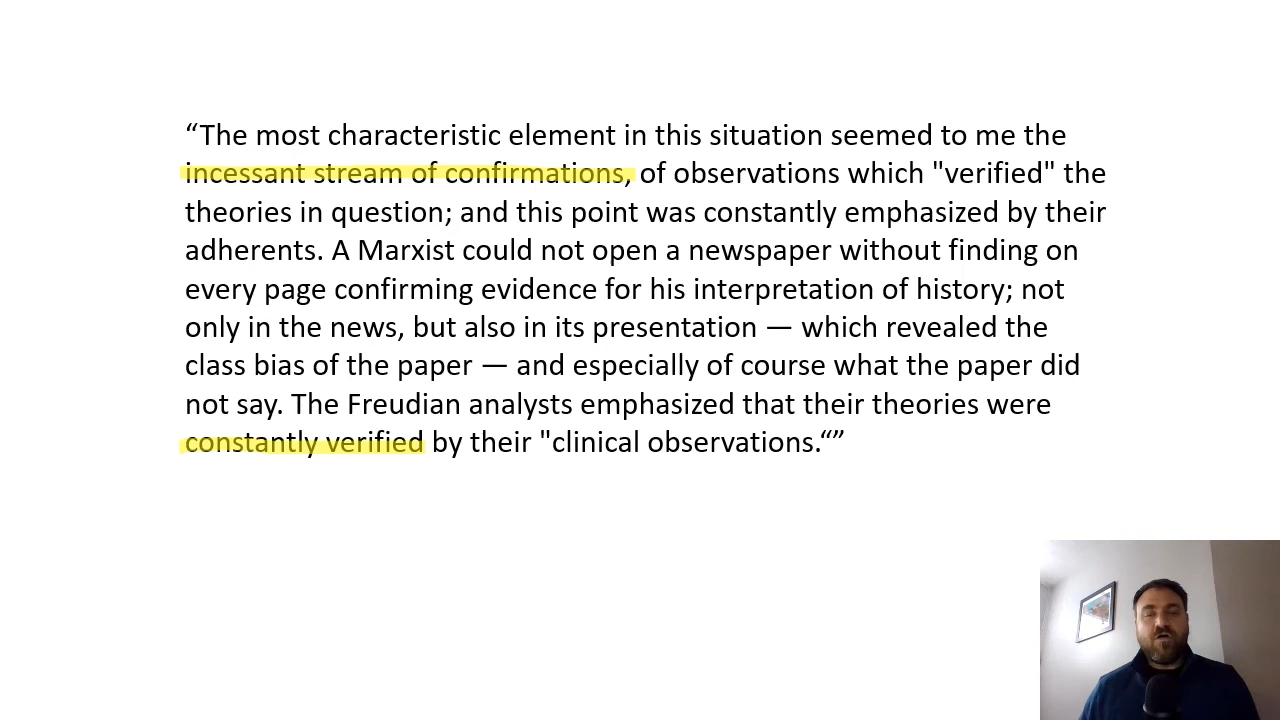 “The most characteristic element in this situation seemed to me the
incessant stream of confirmations, of observations which "verified" the
theories in question; and this point was constantly emphasized by their
adherents. A Marxist could not open a newspaper without finding on
every page confirming evidence for his interpretation of history; not
only in the news, but also in its presentation — which revealed the
class bias of the paper — and especially of course what the paper did
not say. The Freudian analysts emphasized that their theories were
constantly verified by their "clinical observations.“”